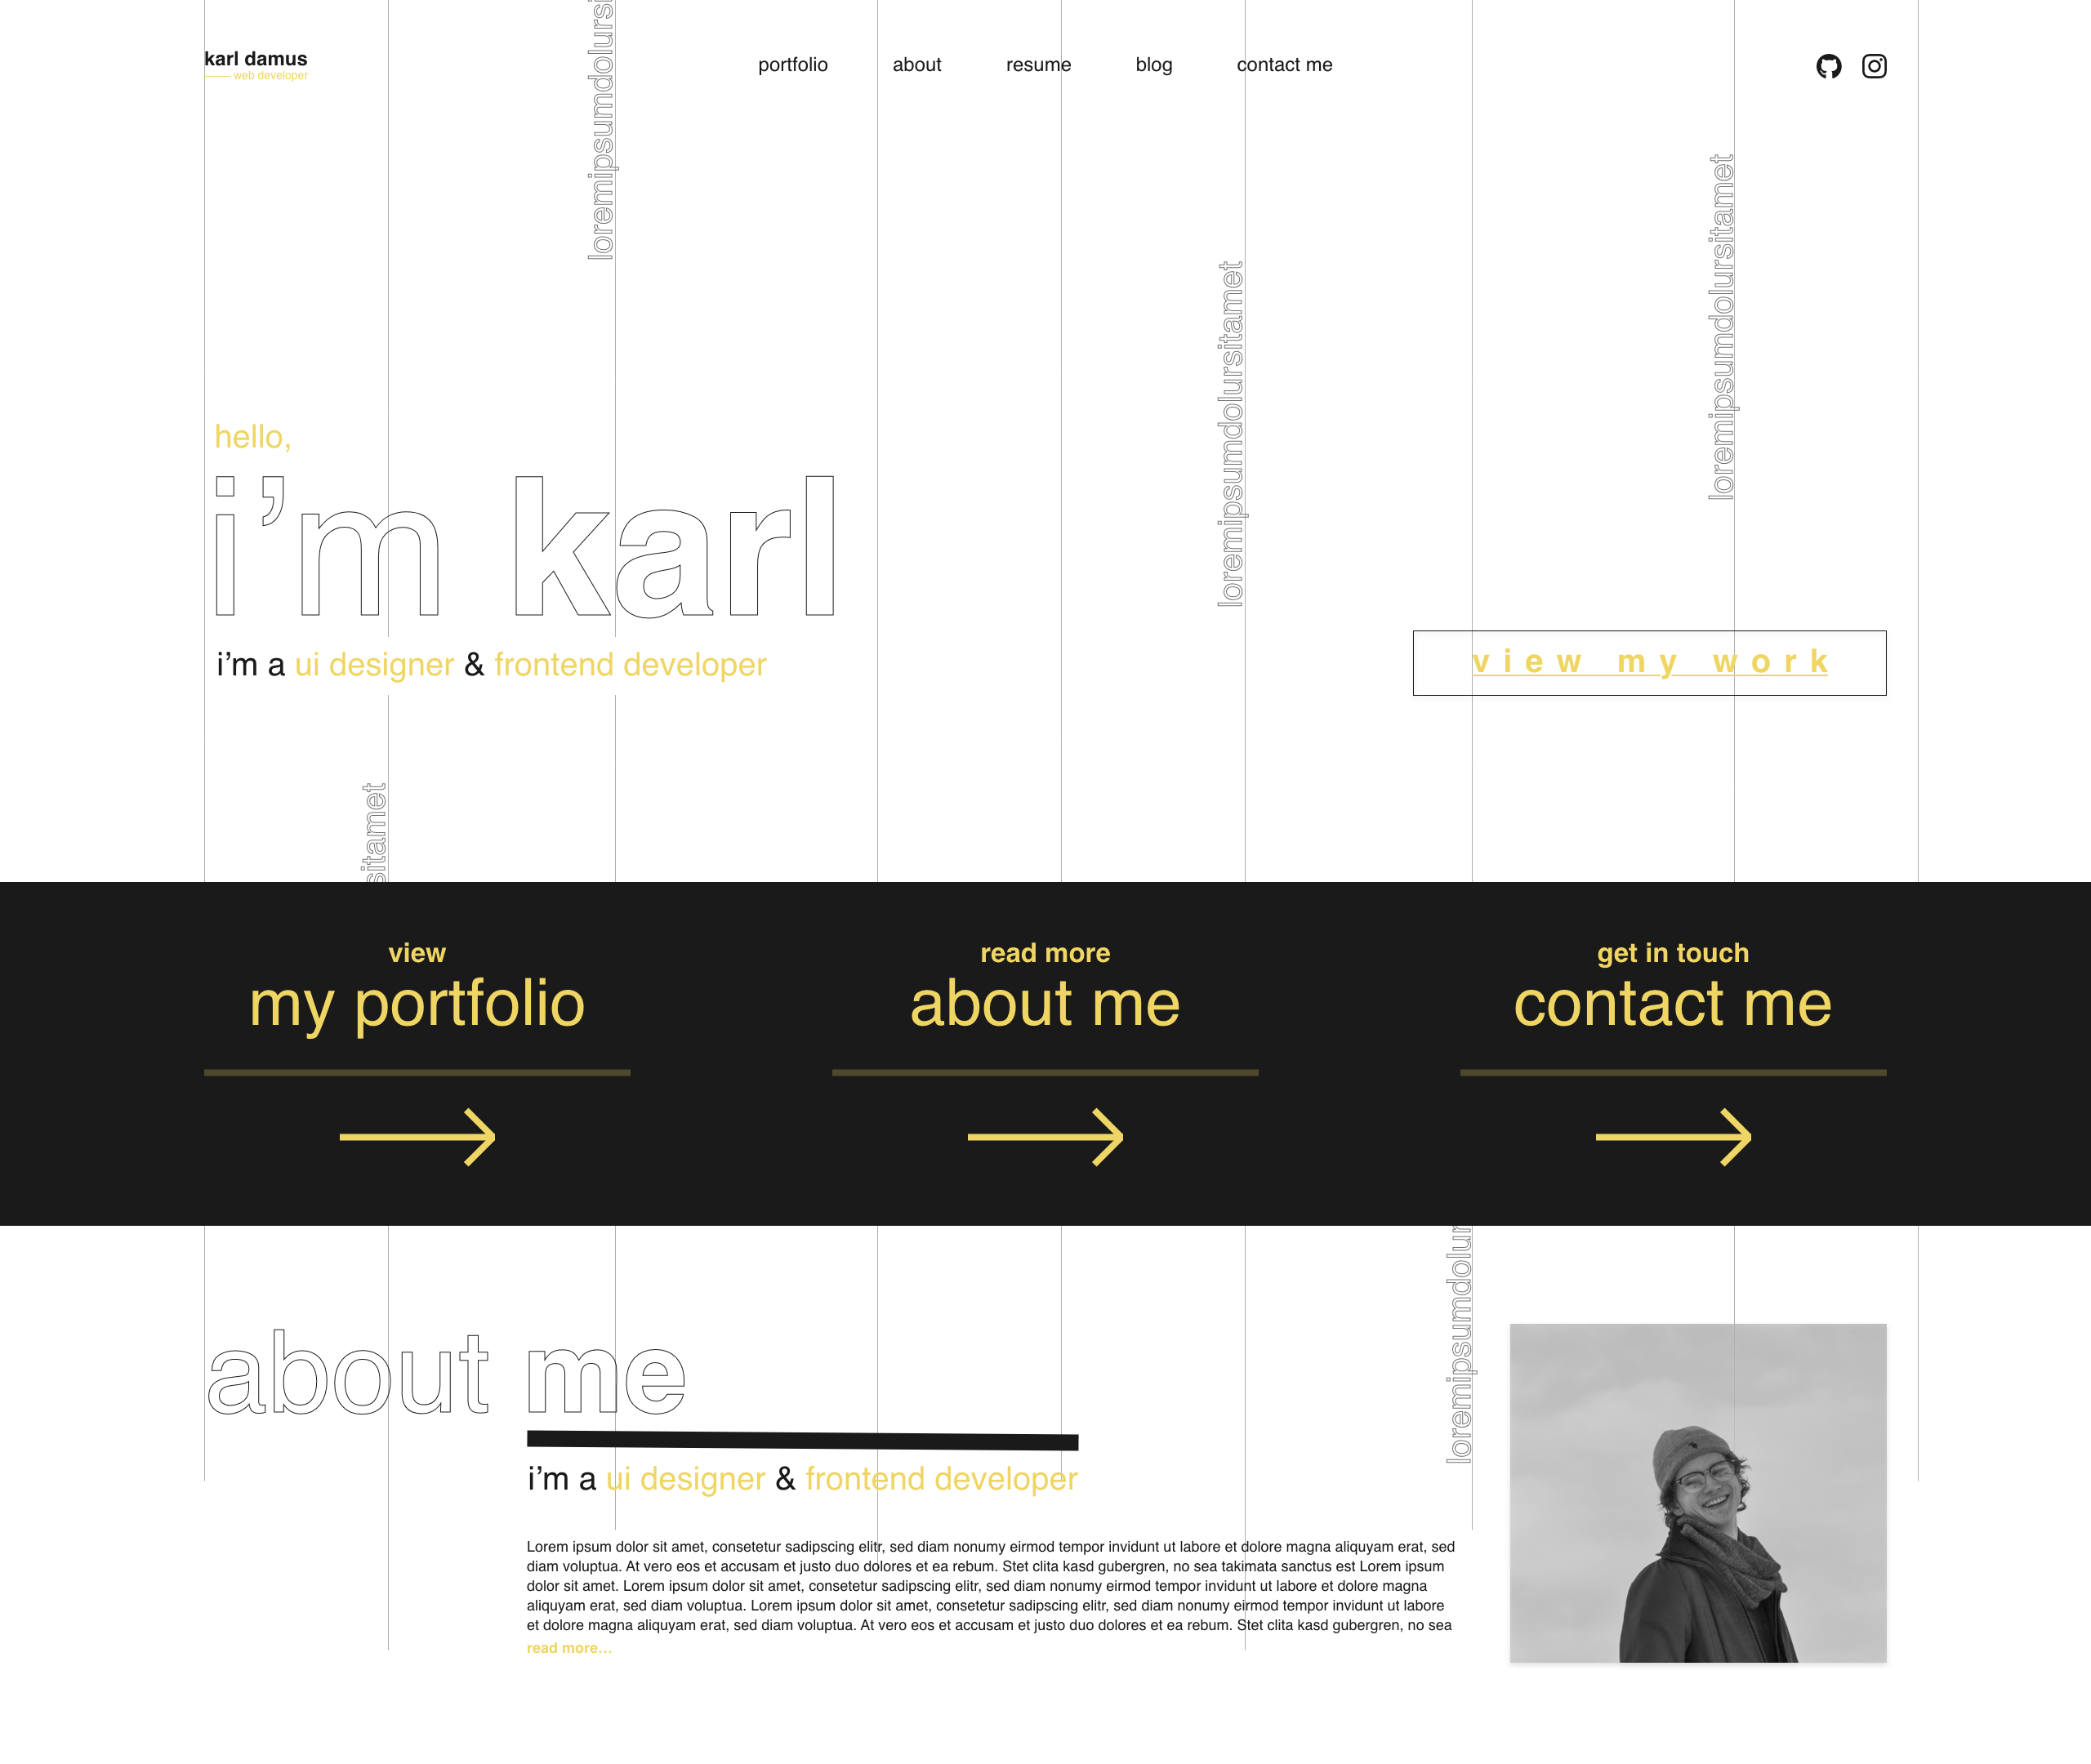 karl damus
web developer
portfolio
about
resume
blog
contact me
loremipsumdolursi
loremipsumdolursitamet
loremipsumdolursitamet
hello,
i’m karl
i’m a ui designer & frontend developer
view my work
sitamet
view
my portfolio
read more
about me
get in touch
contact me
loremipsumdolur
about me
i’m a ui designer & frontend developer
Lorem ipsum dolor sit amet, consetetur sadipscing elitr, sed diam nonumy eirmod tempor invidunt ut labore et dolore magna aliquyam erat, sed
diam voluptua. At vero eos et accusam et justo duo dolores et ea rebum. Stet clita kasd gubergren, no sea takimata sanctus est Lorem ipsum
dolor sit amet. Lorem ipsum dolor sit amet, consetetur sadipscing elitr, sed diam nonumy eirmod tempor invidunt ut labore et dolore magna
aliquyam erat, sed diam voluptua. Lorem ipsum dolor sit amet, consetetur sadipscing elitr, sed diam nonumy eirmod tempor invidunt ut labore
et dolore magna aliquyam erat, sed diam voluptua. At vero eos et accusam et justo duo dolores et ea rebum. Stet clita kasd gubergren, no sea
read more...